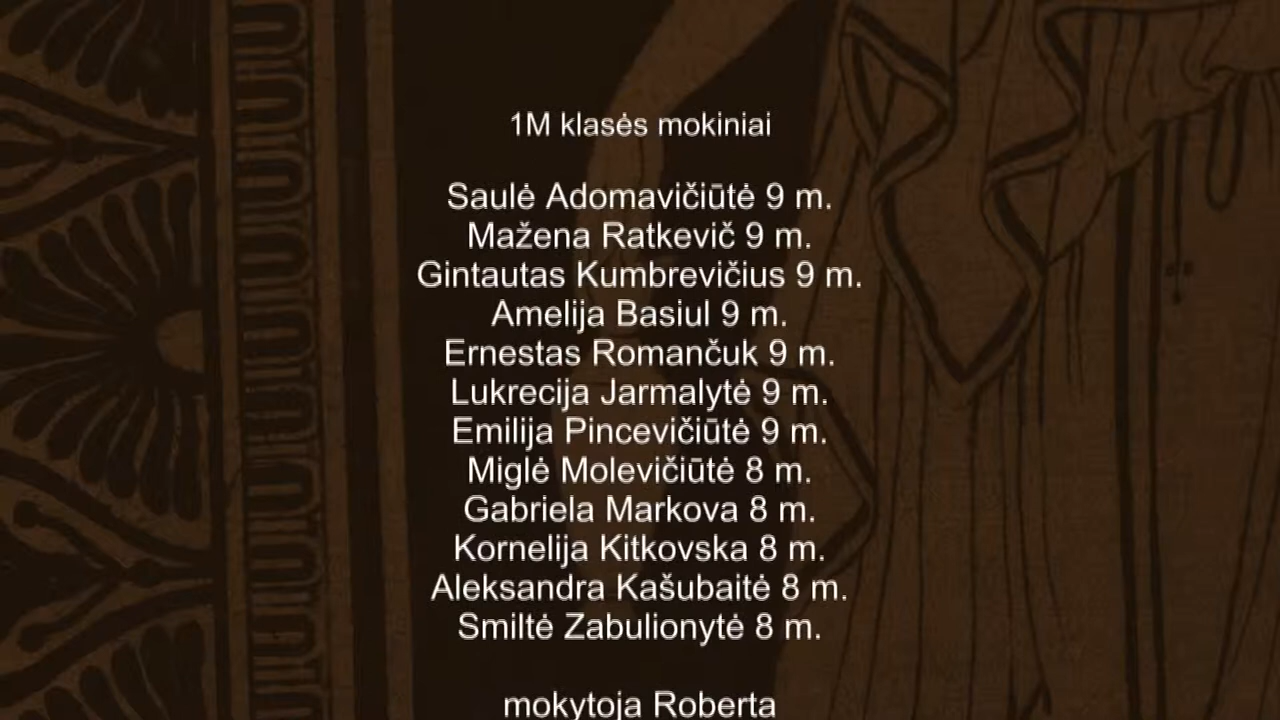 1M klasės mokiniai
Saulė Adomavičiūtė 9 m.
Mažena Ratkevič 9 m.
Gintautas Kumbrevičius 9 m.
Amelija Basiul 9 m.
Ernestas Romančuk 9 m.
Lukrecija Jarmalytė 9 m.
Emilija Pincevičiūtė 9 m.
Miglė Molevičiūtė 8 m.
Gabriela Markova 8 m.
Kornelija Kitkovska 8 m.
Aleksandra Kašubaitė 8 m.
Smiltė Zabulionytė 8 m.
mokytoja Roberta